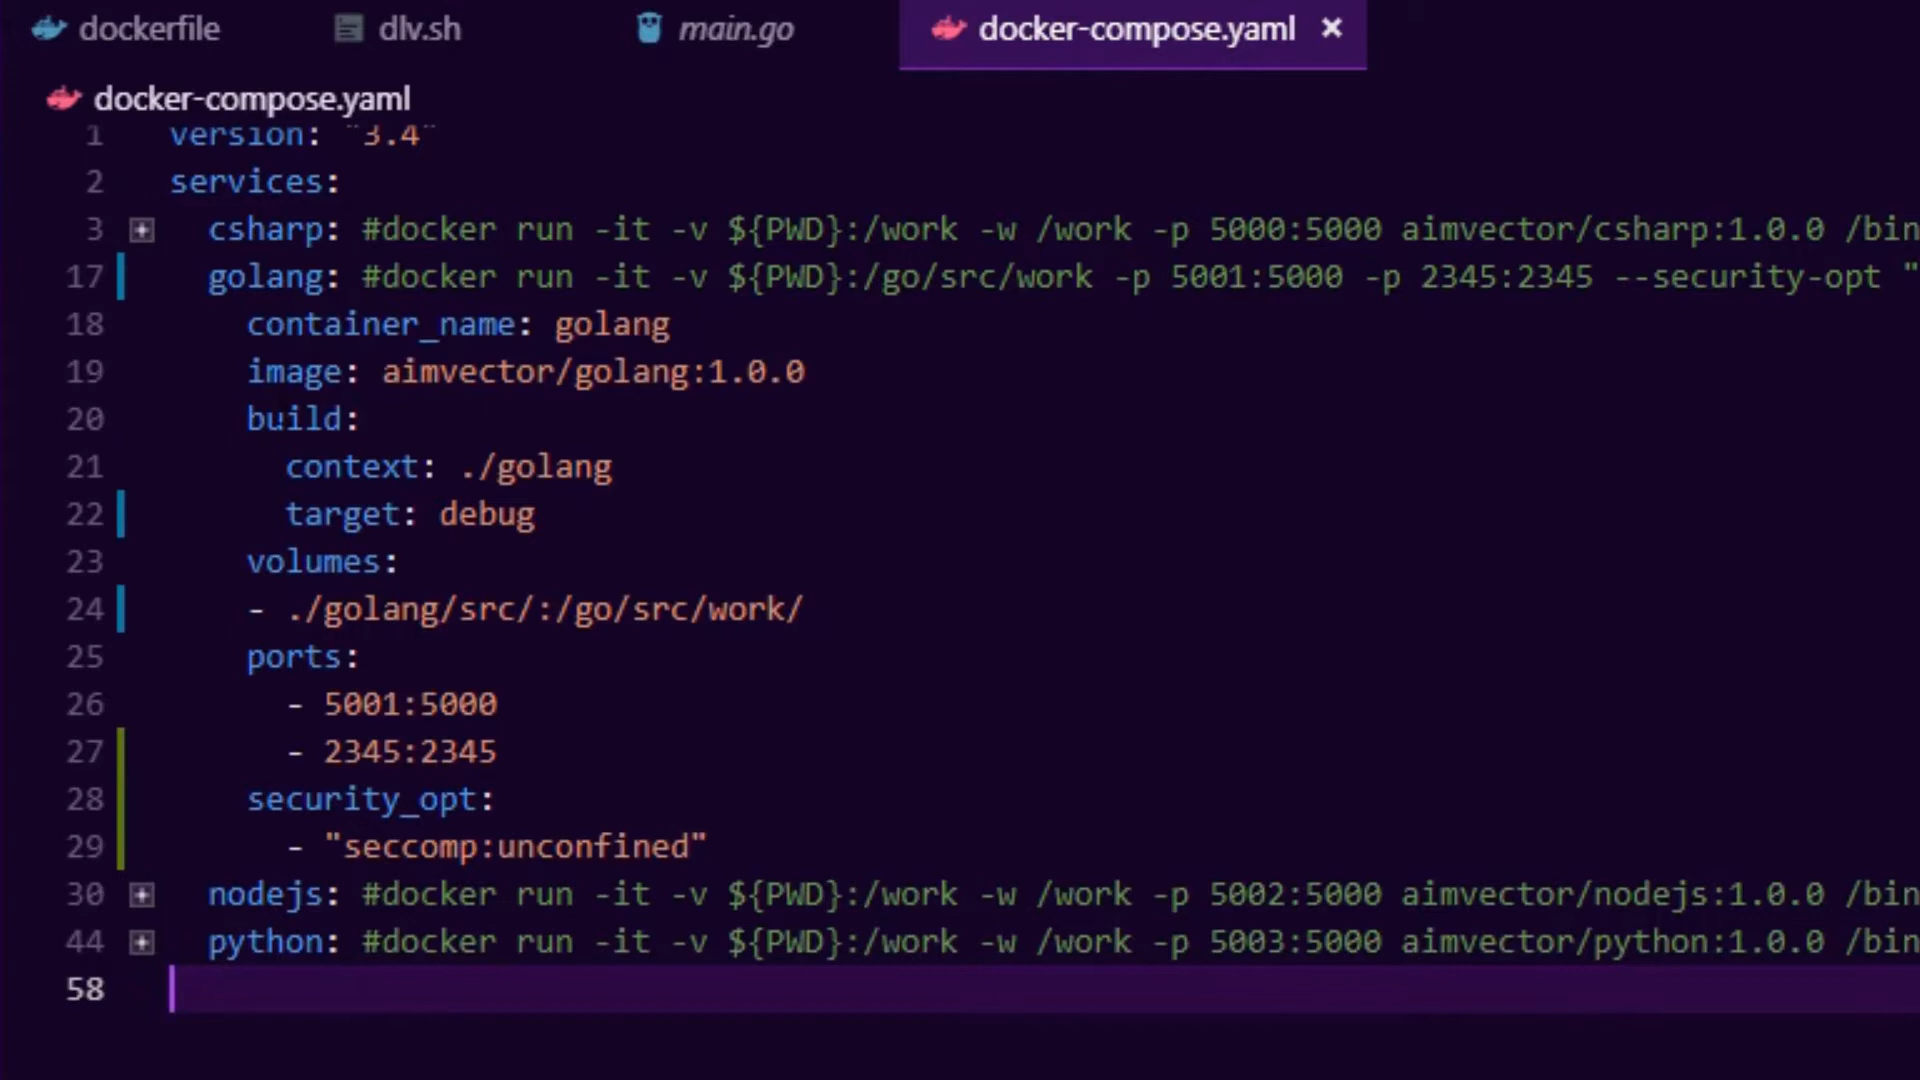 dockerfile dlv.sh main.go docker-compose.yaml ×
docker-compose.yaml
1 version: "3.4"
2 services:
3 csharp: #docker run -it -v ${PWD}:/work -w /work -p 5000:5000 aimvector/csharp:1.0.0 /bin
17 golang: #docker run -it -v ${PWD}:/go/src/work -p 5001:5000 -p 2345:2345 --security-opt "
18 container_name: golang
19 image: aimvector/golang:1.0.0
20 build:
21 context: ./golang
22 target: debug
23 volumes:
24 - ./golang/src/:/go/src/work/
25 ports:
26 - 5001:5000
27 - 2345:2345
28 security_opt:
29 - "seccomp:unconfined"
30 nodejs: #docker run -it -v ${PWD}:/work -w /work -p 5002:5000 aimvector/nodejs:1.0.0 /bin
44 python: #docker run -it -v ${PWD}:/work -w /work -p 5003:5000 aimvector/python:1.0.0 /bin
58